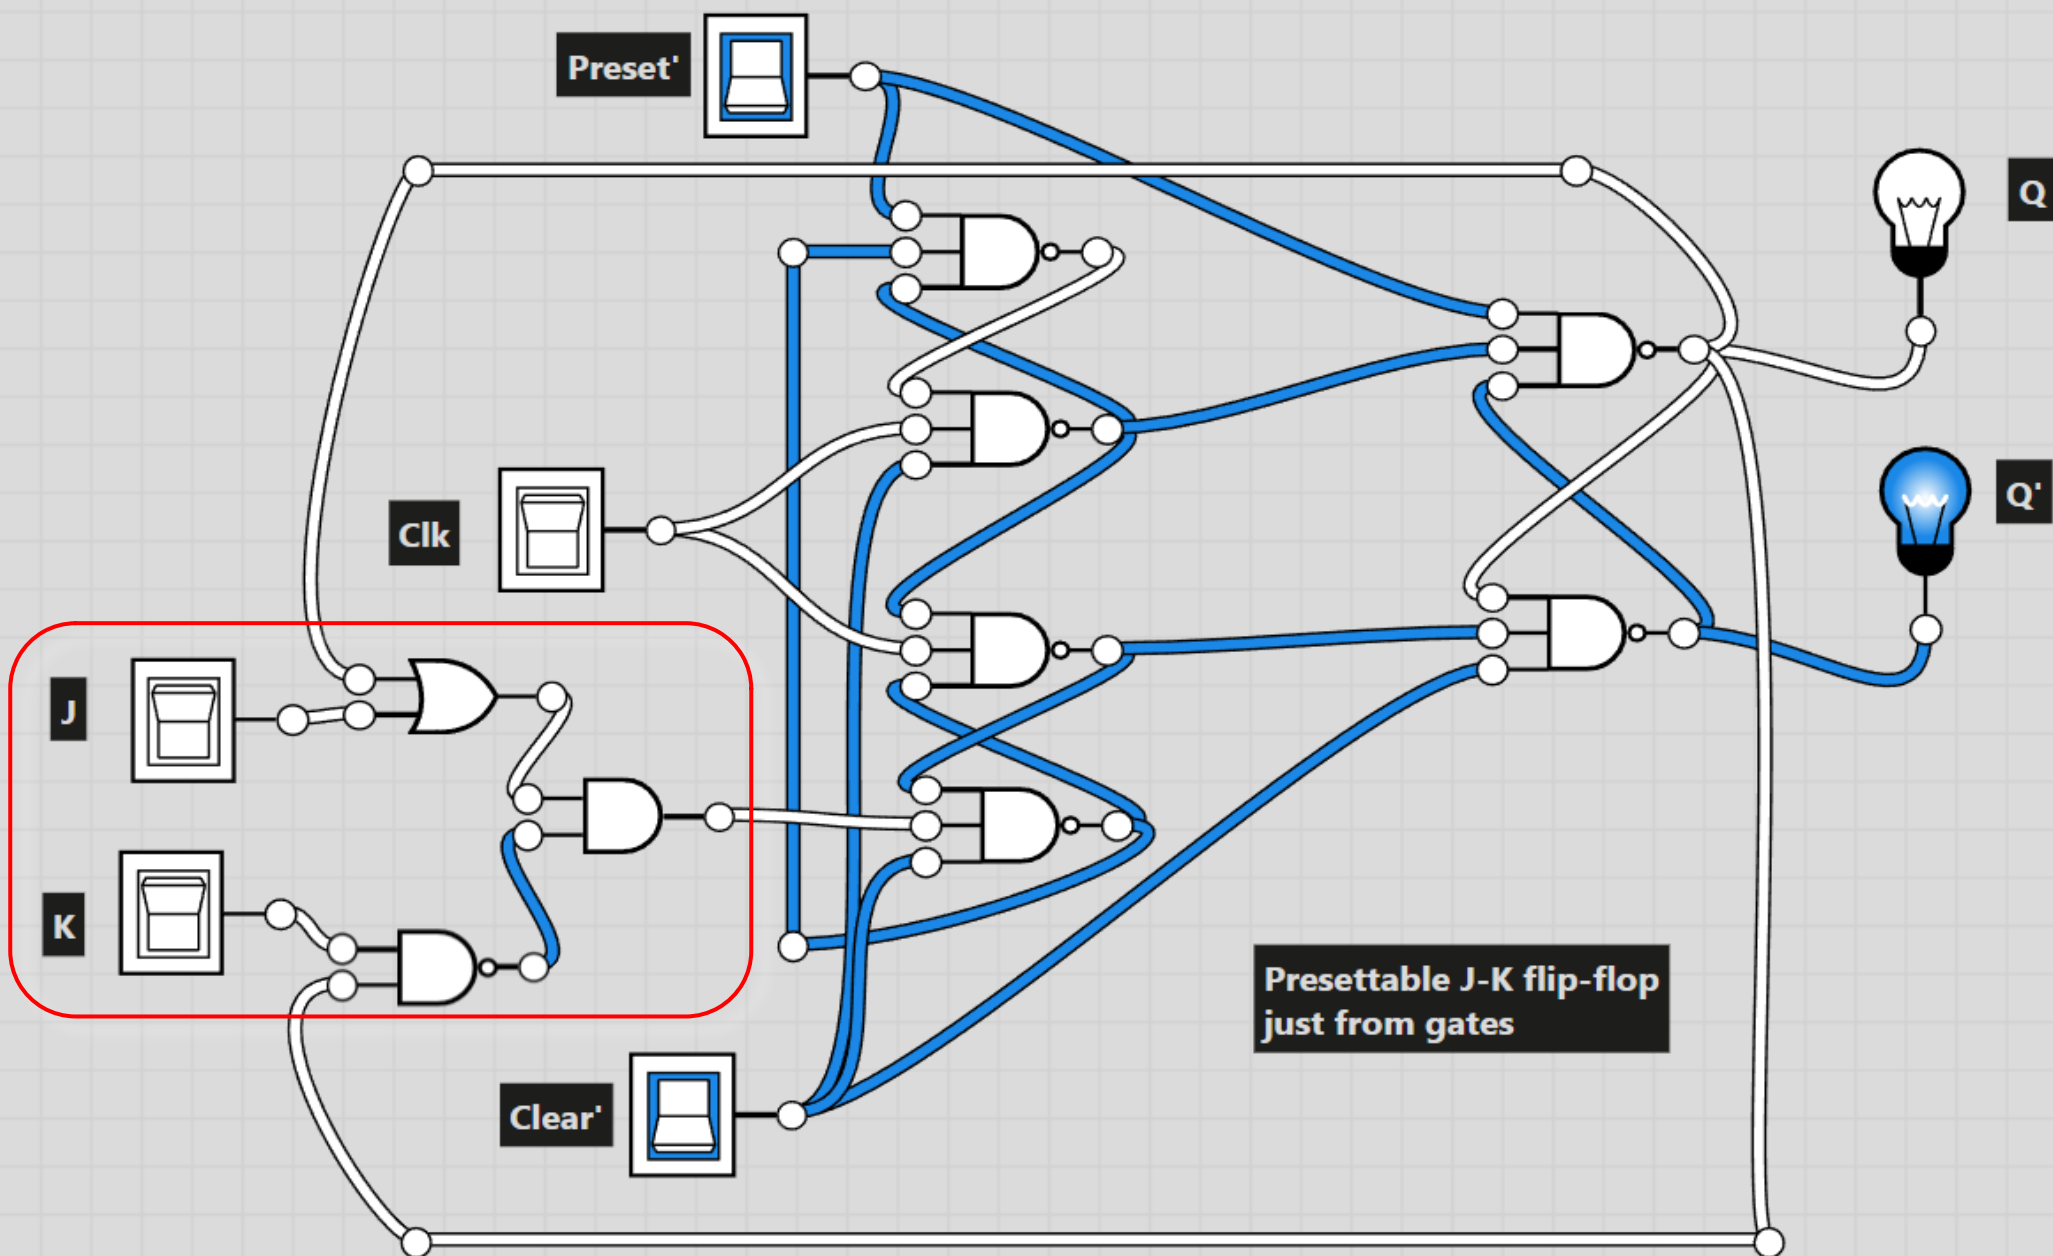 Preset'
Q
Clk
Q'
J
K
Presettable J-K flip-flop
just from gates
Clear'